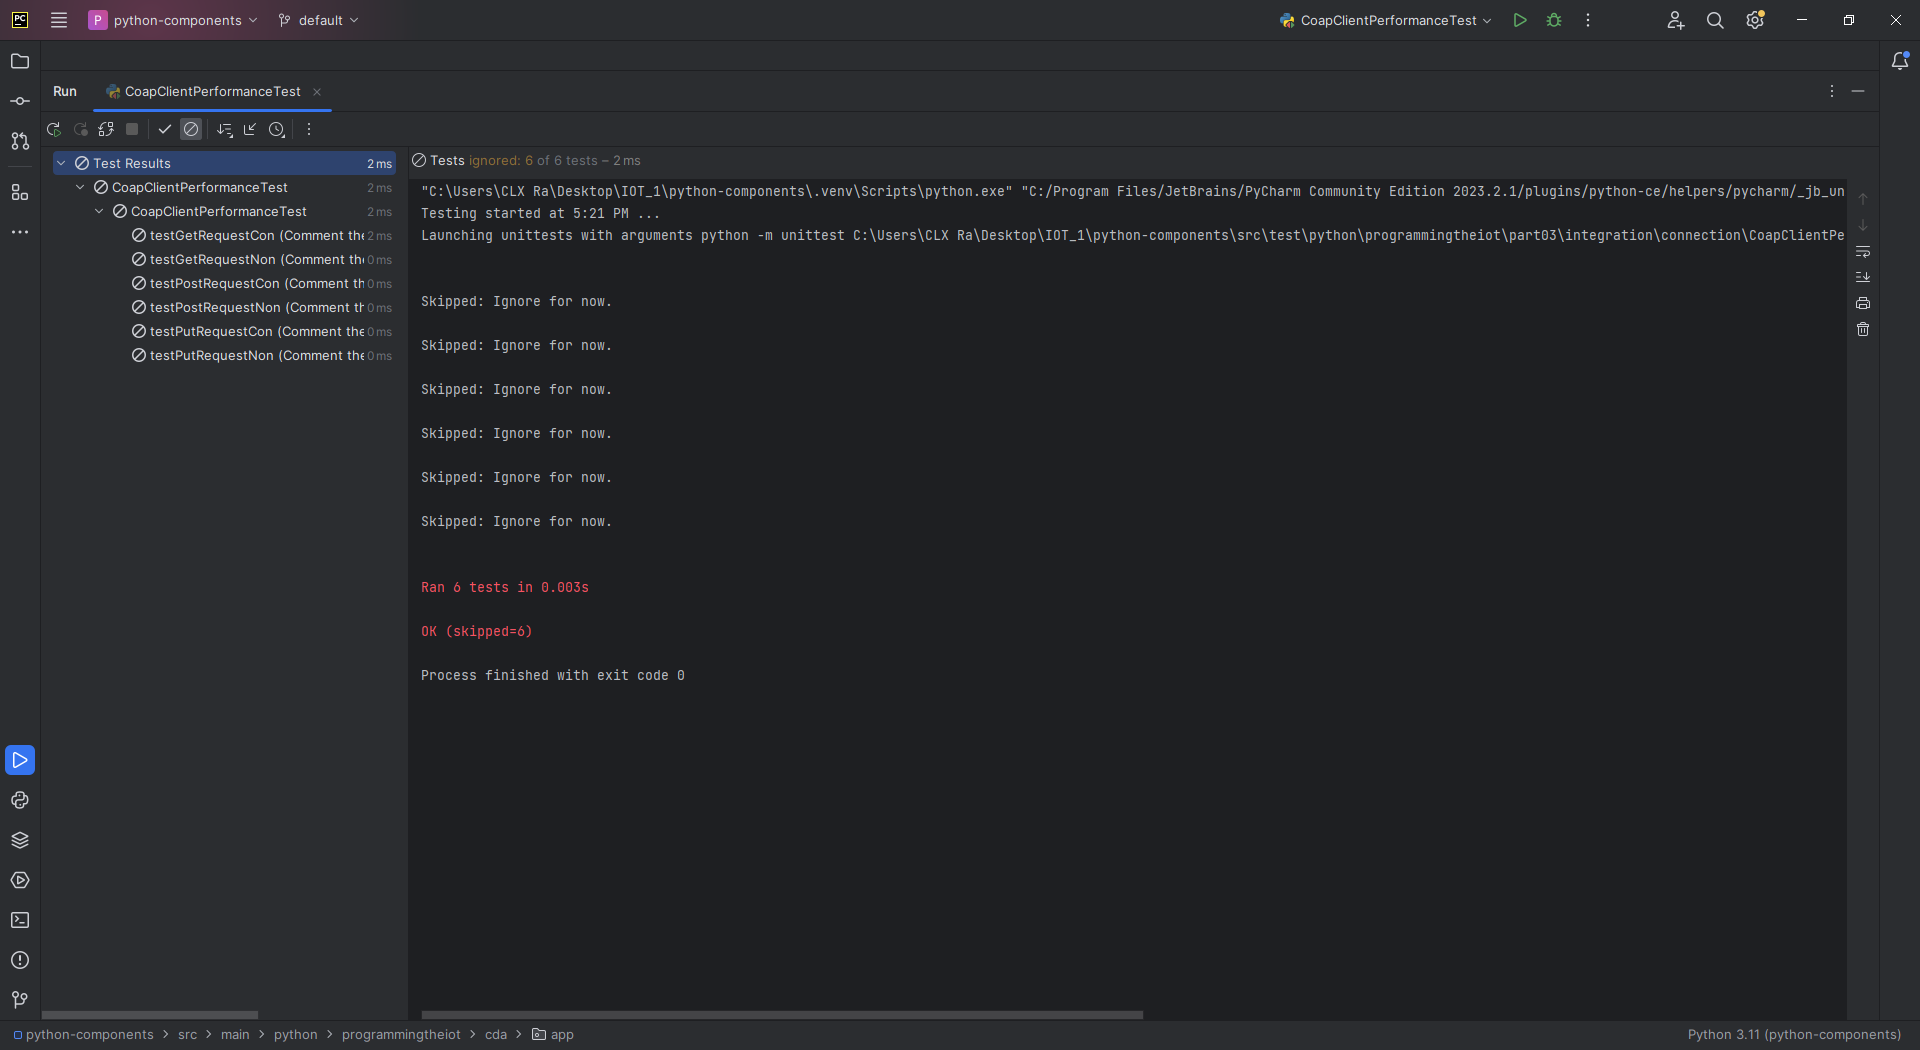 PC
P python-components default CoapClientPerformanceTest
Run CoapClientPerformanceTest
Test Results 2 ms
CoapClientPerformanceTest 2 ms
CoapClientPerformanceTest 2 ms
testGetRequestCon (Comment the 2 ms
testGetRequestNon (Comment the 0 ms
testPostRequestCon (Comment th 0 ms
testPostRequestNon (Comment th 0 ms
testPutRequestCon (Comment the 0 ms
testPutRequestNon (Comment the 0 ms
Tests ignored: 6 of 6 tests – 2 ms
"C:\Users\CLX Ra\Desktop\IOT_1\python-components\.venv\Scripts\python.exe" "C:/Program Files/JetBrains/PyCharm Community Edition 2023.2.1/plugins/python-ce/helpers/pycharm/_jb_un
Testing started at 5:21 PM ...
Launching unittests with arguments python -m unittest C:\Users\CLX Ra\Desktop\IOT_1\python-components\src\test\python\programmingtheiot\part03\integration\connection\CoapClientPe
Skipped: Ignore for now.
Skipped: Ignore for now.
Skipped: Ignore for now.
Skipped: Ignore for now.
Skipped: Ignore for now.
Skipped: Ignore for now.
Ran 6 tests in 0.003s
OK (skipped=6)
Process finished with exit code 0
python-components > src > main > python > programmingtheiot > cda > app
Python 3.11 (python-components)